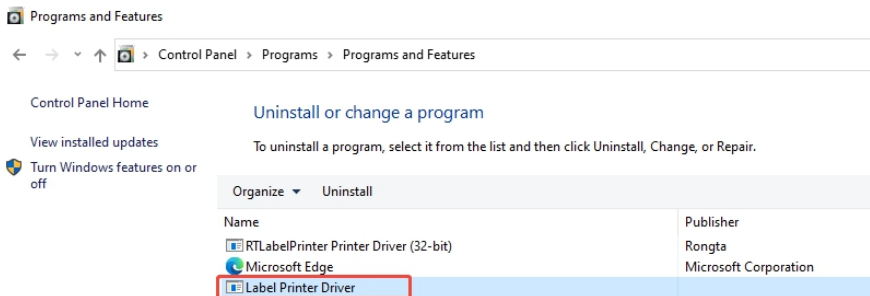 Programs and Features
Control Panel > Programs > Programs and Features
Control Panel Home
View installed updates
Turn Windows features on or
off
Uninstall or change a program
To uninstall a program, select it from the list and then click Uninstall, Change, or Repair.
Organize Uninstall
Name Publisher
RTLabelPrinter Printer Driver (32-bit) Rongta
Microsoft Edge Microsoft Corporation
Label Printer Driver